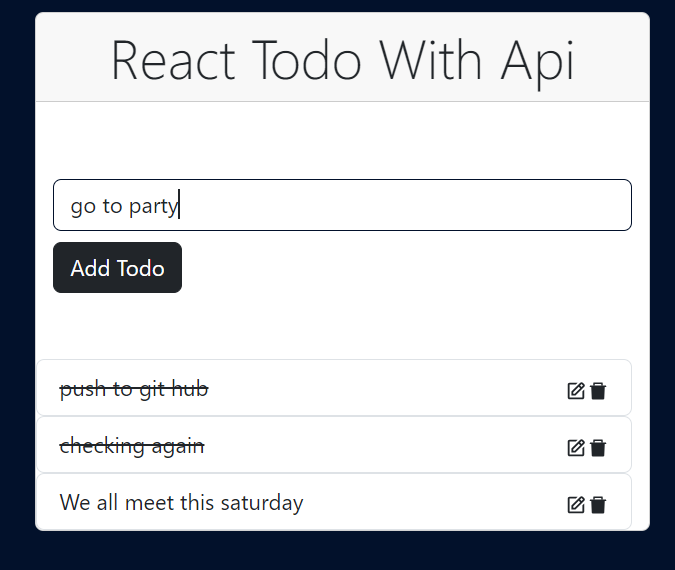 React Todo With Api
go to party
Add Todo
push to git hub
checking again
We all meet this saturday